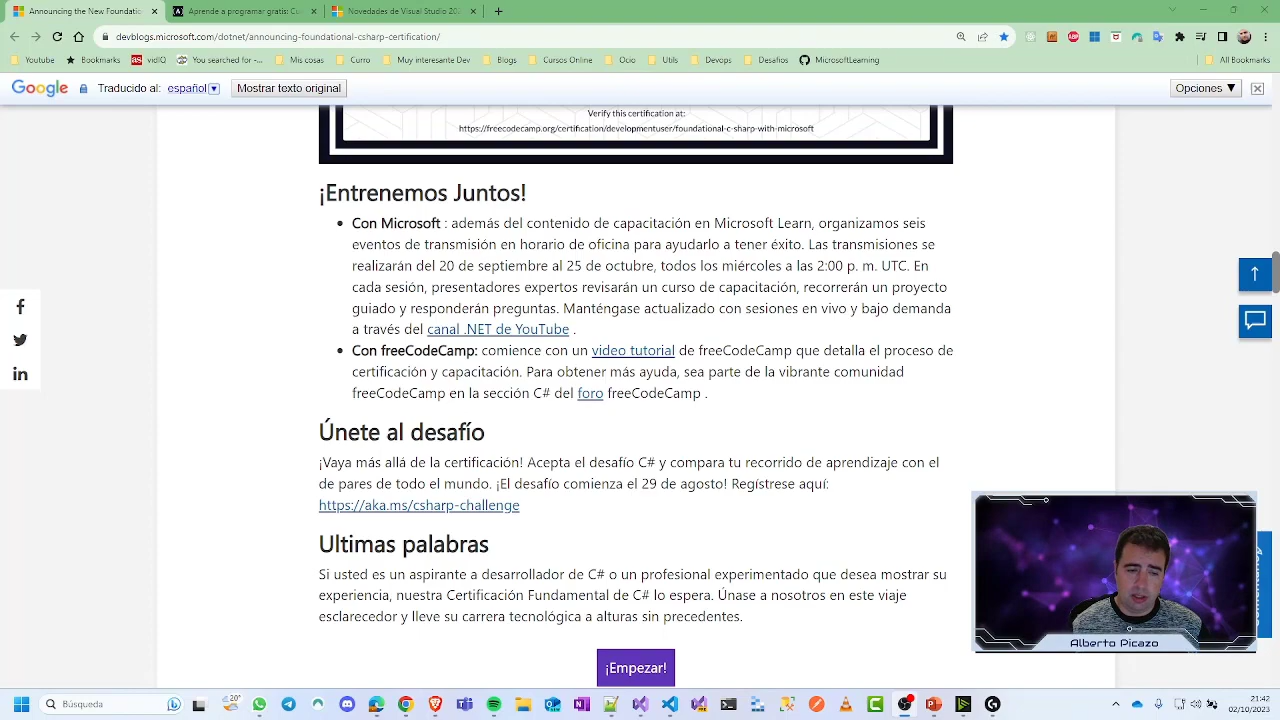 Announcing the New Foundatio
Aprende a programar gratis: Cu
Novedades de Visual Studio 20
devblogs.microsoft.com/dotnet/announcing-foundational-csharp-certification/
Youtube
Bookmarks
vidIQ
You searched for -...
Mis cosas
Curro
Muy interesante Dev
Blogs
Cursos Online
Ocio
Utils
Devops
Desafios
MicrosoftLearning
All Bookmarks
Google
Traducido al: español
Mostrar texto original
Opciones ▼
Verify this certification at:
https://freecodecamp.org/certification/developmentuser/foundational-c-sharp-with-microsoft
¡Entrenemos Juntos!
Con Microsoft : además del contenido de capacitación en Microsoft Learn, organizamos seis
eventos de transmisión en horario de oficina para ayudarlo a tener éxito. Las transmisiones se
realizarán del 20 de septiembre al 25 de octubre, todos los miércoles a las 2:00 p. m. UTC. En
cada sesión, presentadores expertos revisarán un curso de capacitación, recorrerán un proyecto
guiado y responderán preguntas. Manténgase actualizado con sesiones en vivo y bajo demanda
a través del canal .NET de YouTube .
Con freeCodeCamp: comience con un video tutorial de freeCodeCamp que detalla el proceso de
certificación y capacitación. Para obtener más ayuda, sea parte de la vibrante comunidad
freeCodeCamp en la sección C# del foro freeCodeCamp .
Únete al desafío
¡Vaya más allá de la certificación! Acepta el desafío C# y compara tu recorrido de aprendizaje con el
de pares de todo el mundo. ¡El desafío comienza el 29 de agosto! Regístrese aquí:
https://aka.ms/csharp-challenge
Ultimas palabras
Si usted es un aspirante a desarrollador de C# o un profesional experimentado que desea mostrar su
experiencia, nuestra Certificación Fundamental de C# lo espera. Únase a nosotros en este viaje
esclarecedor y lleve su carrera tecnológica a alturas sin precedentes.
¡Empezar!
Alberto Picazo
Búsqueda
20°
21:42
02/10/2023